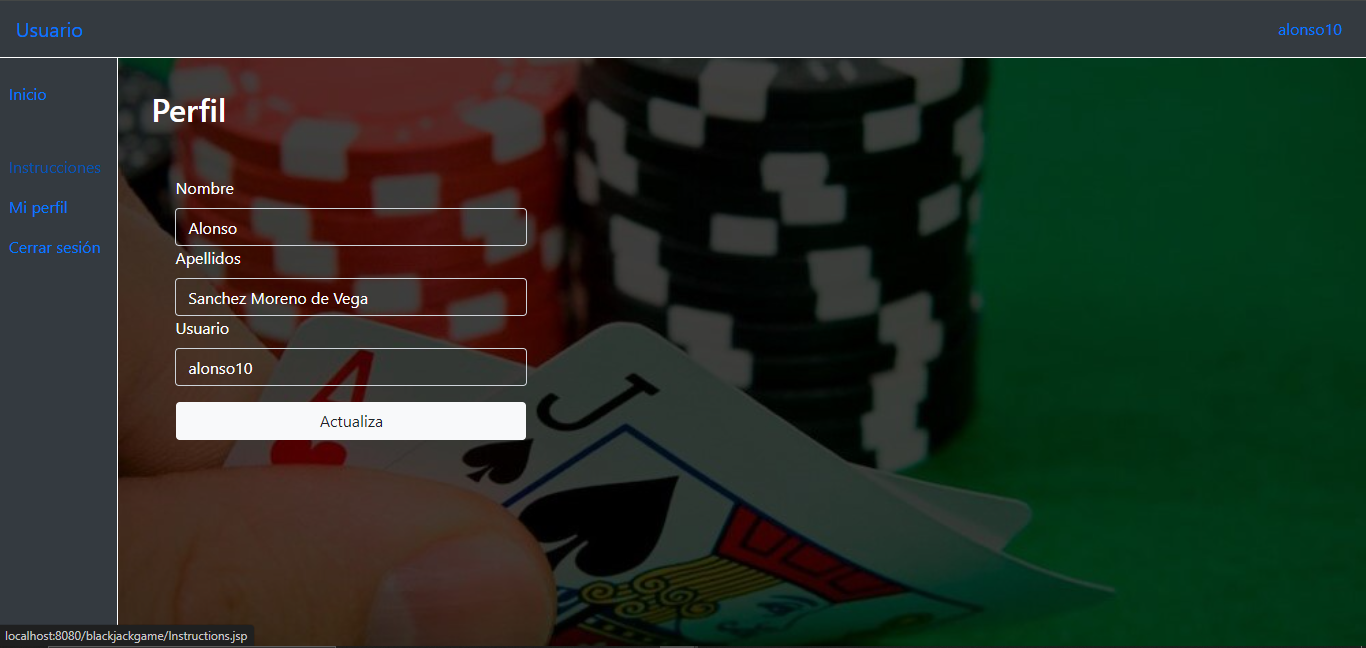 Usuario
alonso10
Inicio
Instrucciones
Mi perfil
Cerrar sesión
Perfil
Nombre
Alonso
Apellidos
Sanchez Moreno de Vega
Usuario
alonso10
Actualiza
A
J
localhost:8080/blackjackgame/Instructions.jsp